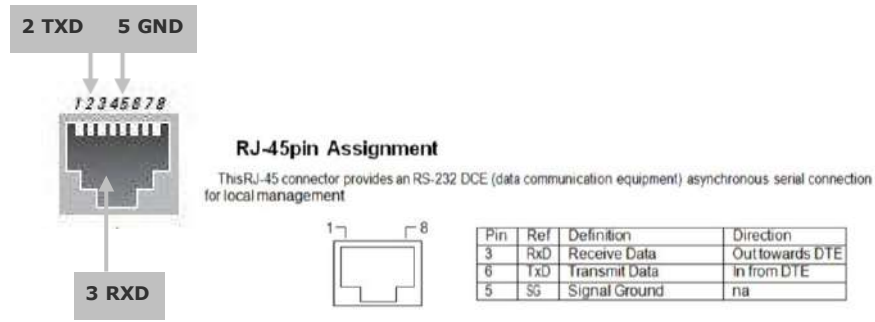 2 TXD 5 GND
12345678
RJ-45pin Assignment
ThisRJ-45 connector provides an RS-232 DCE (data communication equipment) asynchronous serial connection
for local management
1 8
Pin Ref Definition Direction
3 RxD Receive Data Out towards DTE
6 TxD Transmit Data In from DTE
5 SG Signal Ground na
3 RXD